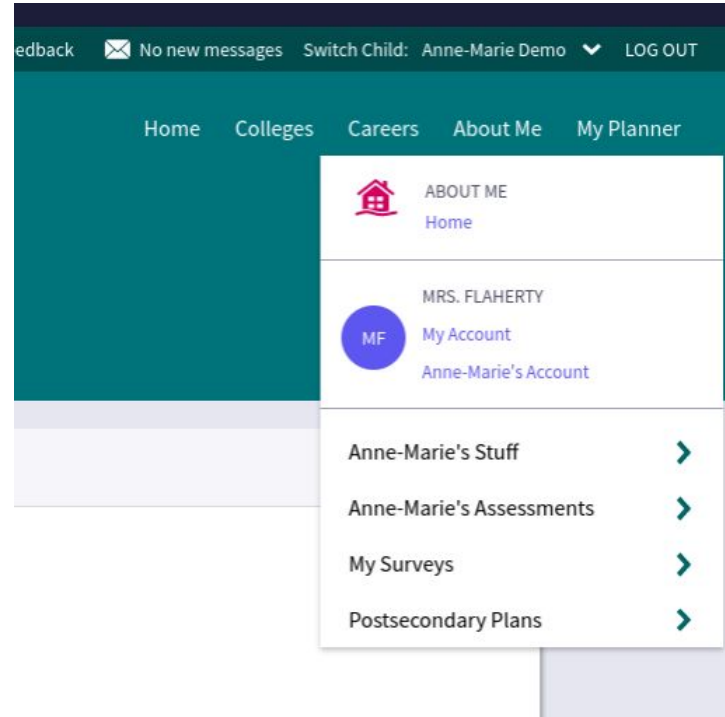 edback No new messages Switch Child: Anne-Marie Demo LOG OUT
Home Colleges Careers About Me My Planner
ABOUT ME
Home
MRS. FLAHERTY
MF
My Account
Anne-Marie's Account
Anne-Marie's Stuff
Anne-Marie's Assessments
My Surveys
Postsecondary Plans